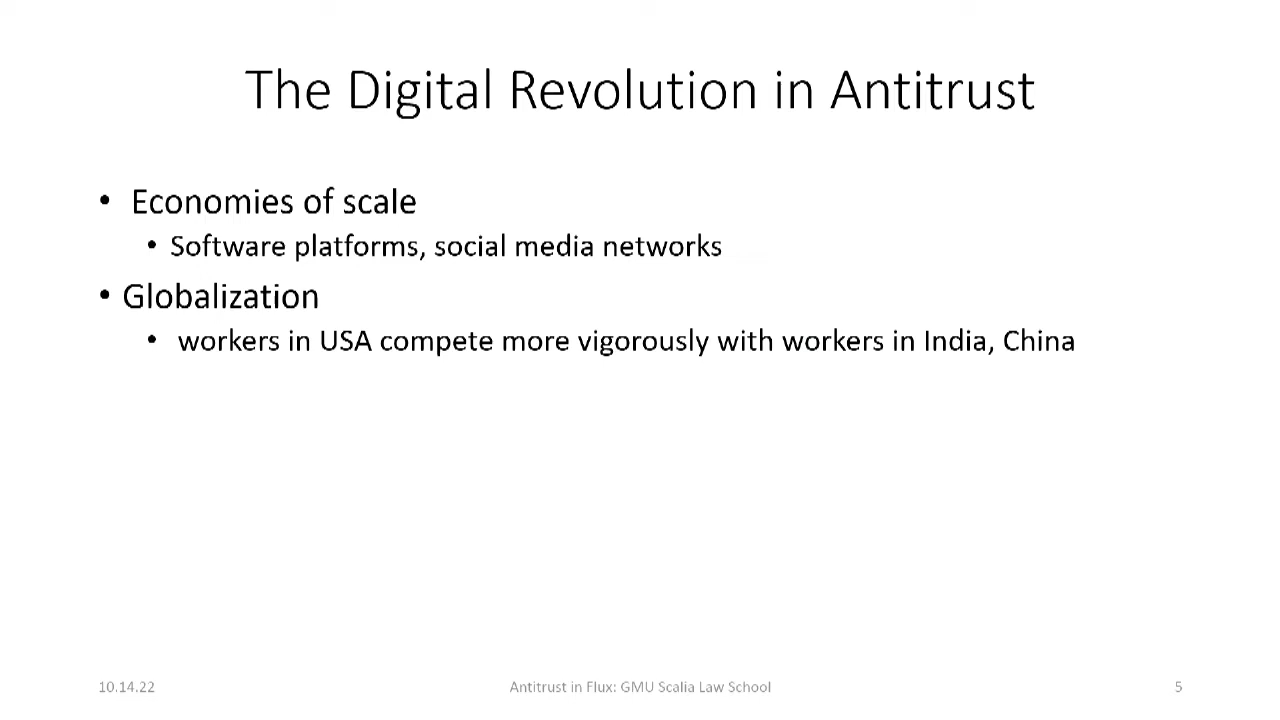 The Digital Revolution in Antitrust
• Economies of scale
• Software platforms, social media networks
• Globalization
• workers in USA compete more vigorously with workers in India, China
10.14.22
Antitrust in Flux: GMU Scalia Law School
5